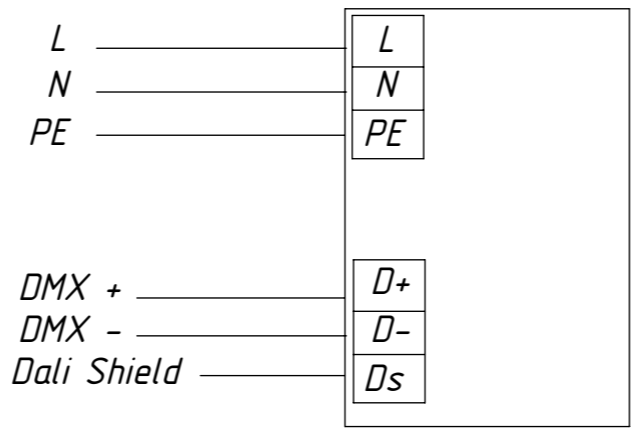 L L
N N
PE PE
DMX + D+
DMX - D-
Dali Shield Ds